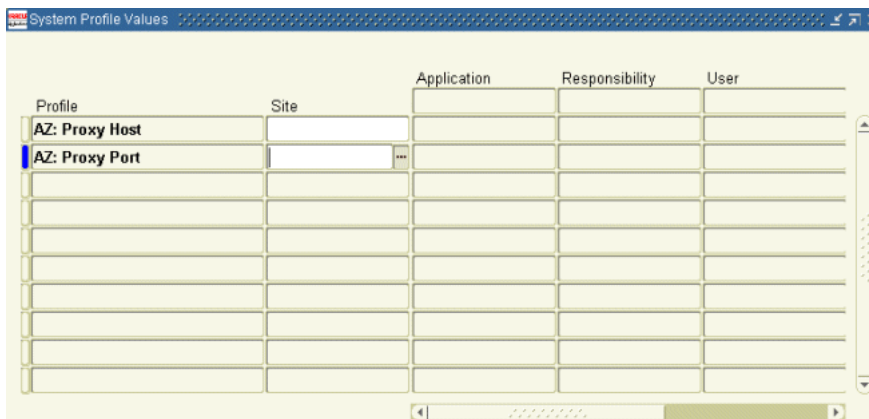 System Profile Values
Application Responsibility User
Profile Site
AZ: Proxy Host
AZ: Proxy Port